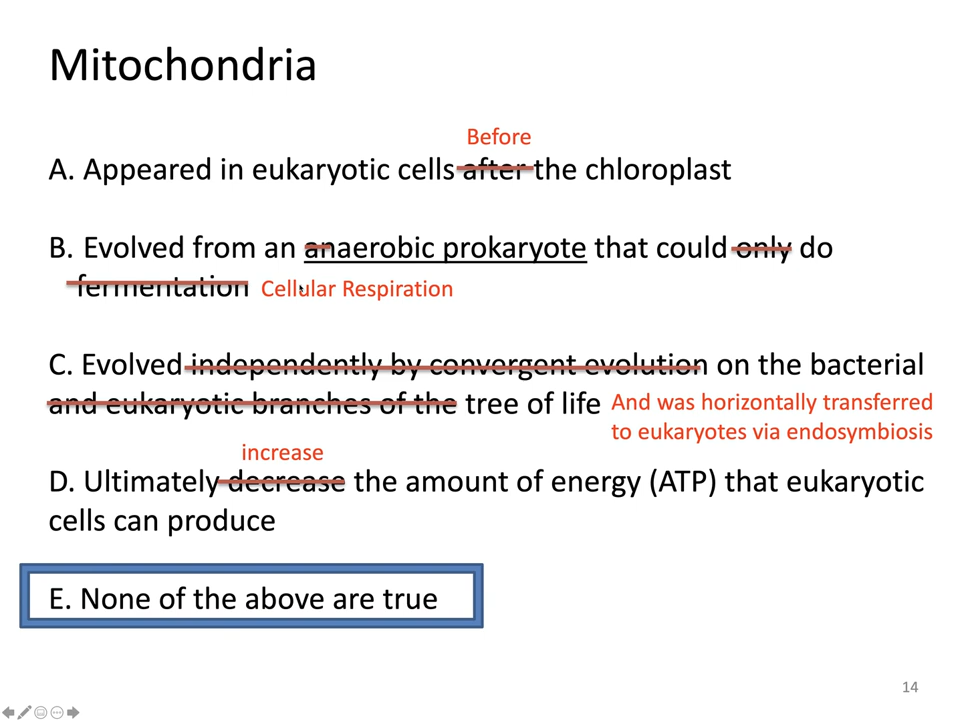 Mitochondria
Before
A. Appeared in eukaryotic cells after the chloroplast
B. Evolved from an anaerobic prokaryote that could only do
fermentation Cellular Respiration
C. Evolved independently by convergent evolution on the bacterial
and eukaryotic branches of the tree of life And was horizontally transferred
to eukaryotes via endosymbiosis
increase
D. Ultimately decrease the amount of energy (ATP) that eukaryotic
cells can produce
E. None of the above are true
14